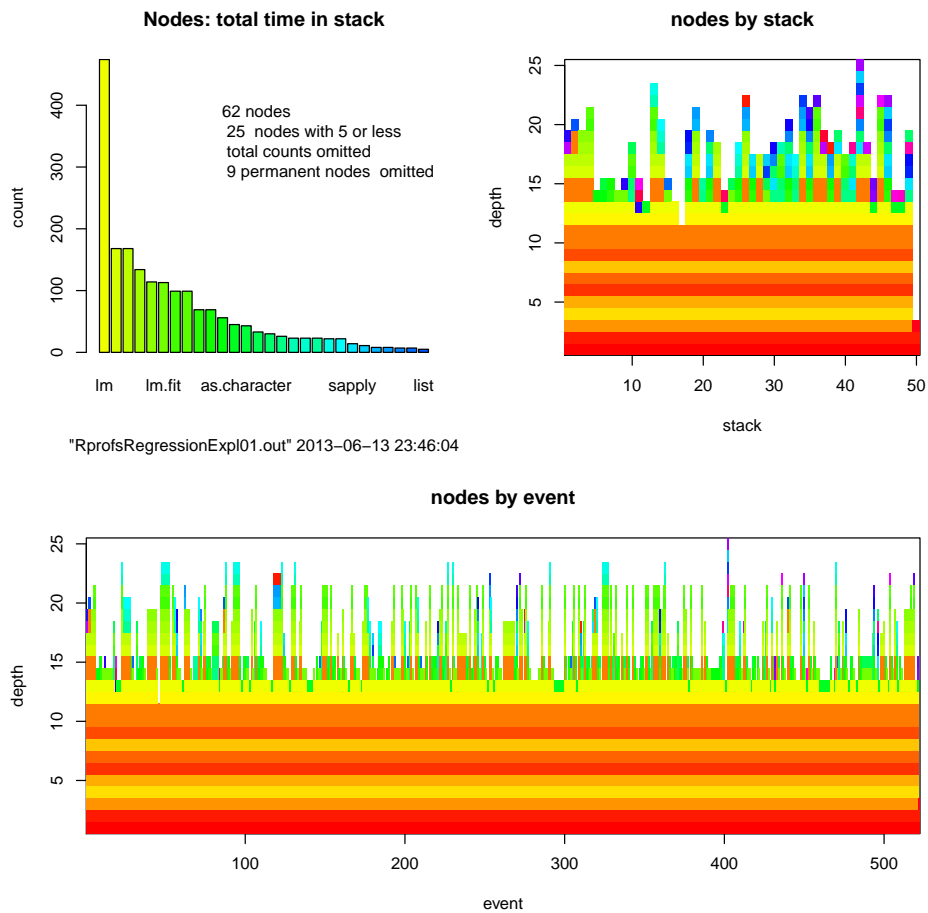 Nodes: total time in stack
count
0 100 200 300 400
62 nodes
25 nodes with 5 or less
total counts omitted
9 permanent nodes omitted
lm lm.fit as.character sapply list
"RprofsRegressionExpl01.out" 2013−06−13 23:46:04
nodes by stack
depth
5 10 15 20 25
10 20 30 40 50
stack
nodes by event
depth
5 10 15 20 25
100 200 300 400 500
event